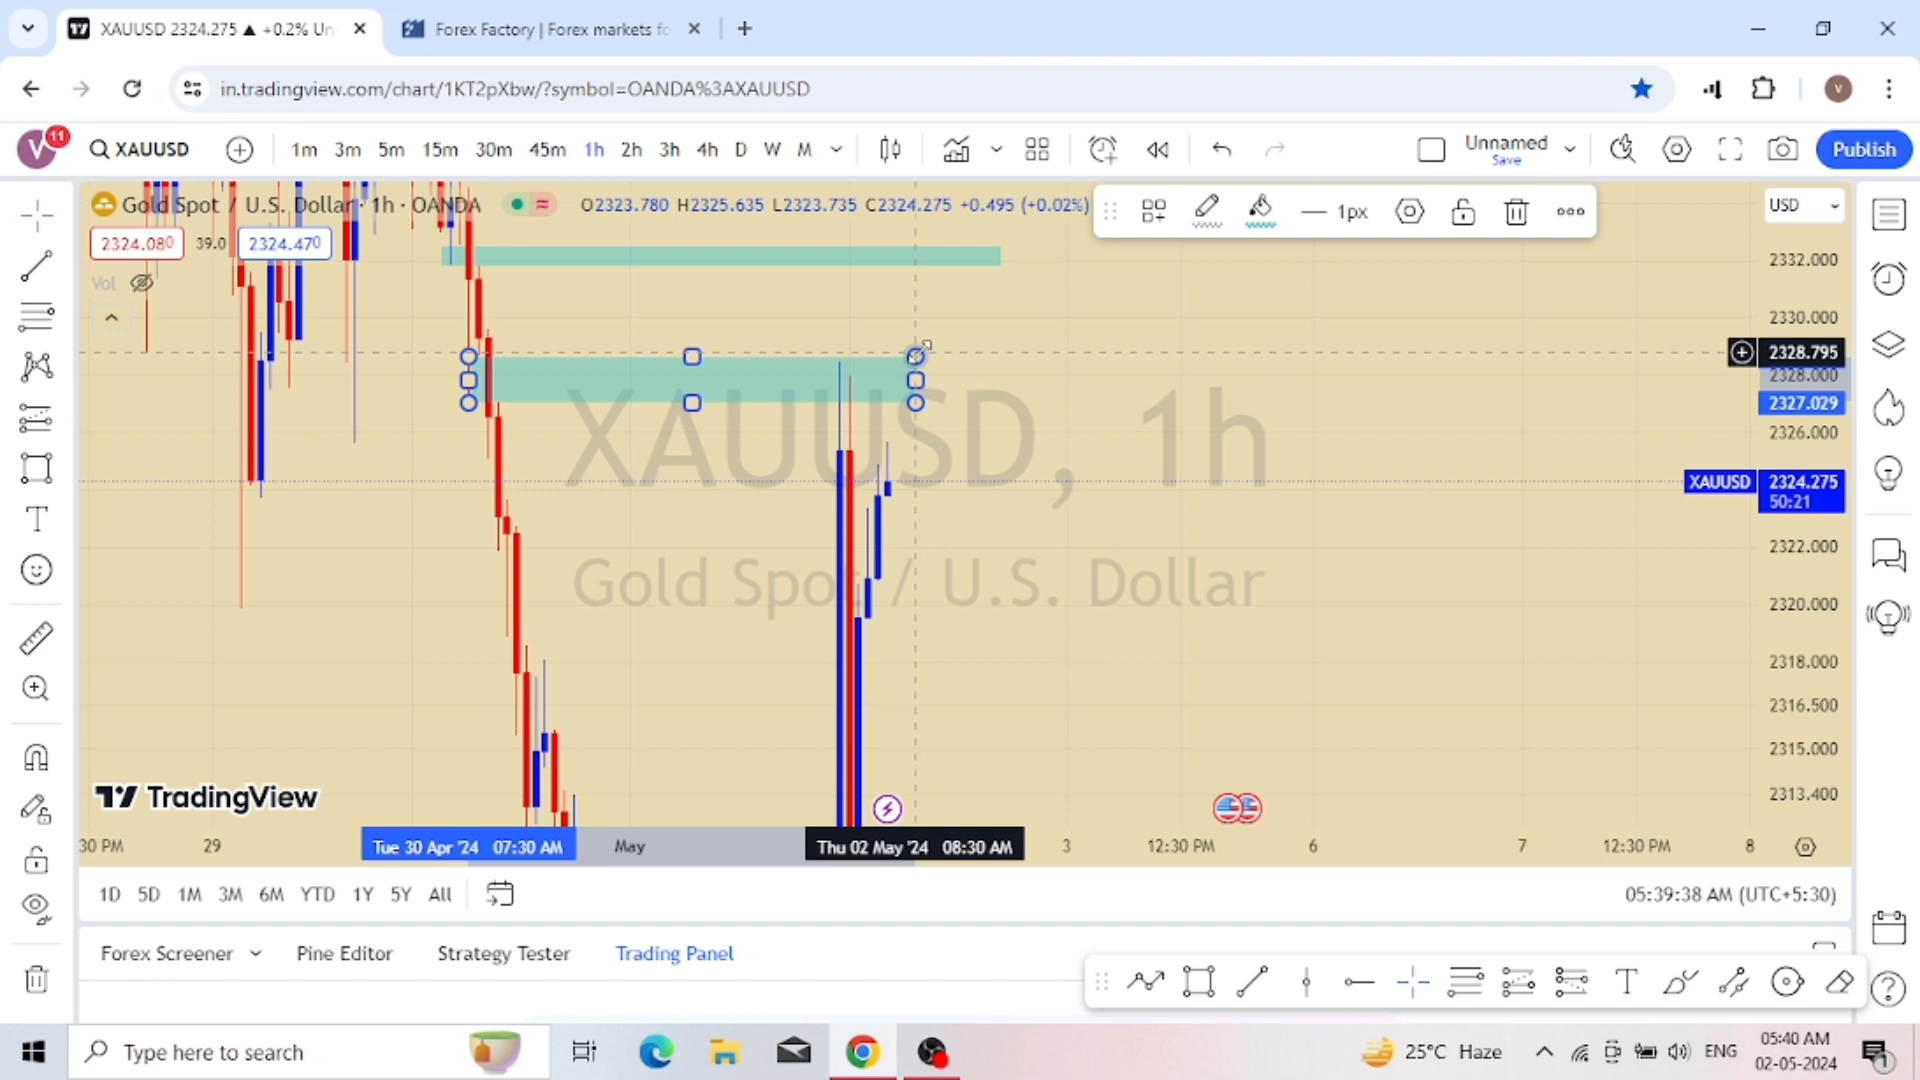 XAUUSD 2324.275 ▲ +0.2% Un
Forex Factory | Forex markets fo
in.tradingview.com/chart/1KT2pXbw/?symbol=OANDA%3AXAUUSD
V
V
11
XAUUSD
1m 3m 5m 15m 30m 45m 1h 2h 3h 4h D W M
Unnamed
Save
Publish
Gold Spot / U.S. Dollar · 1h · OANDA
O2323.780 H2325.635 L2323.735 C2324.275 +0.495 (+0.02%)
1px
USD
2324.080 39.0 2324.470
Vol
2332.000
2330.000
2328.795
2328.000
2327.029
2326.000
XAUUSD 2324.275
50:21
2322.000
2320.000
2318.000
2316.500
2315.000
2313.400
XAUUSD, 1h
Gold Spot / U.S. Dollar
TradingView
30 PM 29 Tue 30 Apr '24 07:30 AM May Thu 02 May '24 08:30 AM 3 12:30 PM 6 7 12:30 PM 8
1D 5D 1M 3M 6M YTD 1Y 5Y All
05:39:38 AM (UTC+5:30)
Forex Screener Pine Editor Strategy Tester Trading Panel
Type here to search
25°C Haze
ENG
05:40 AM
02-05-2024
1